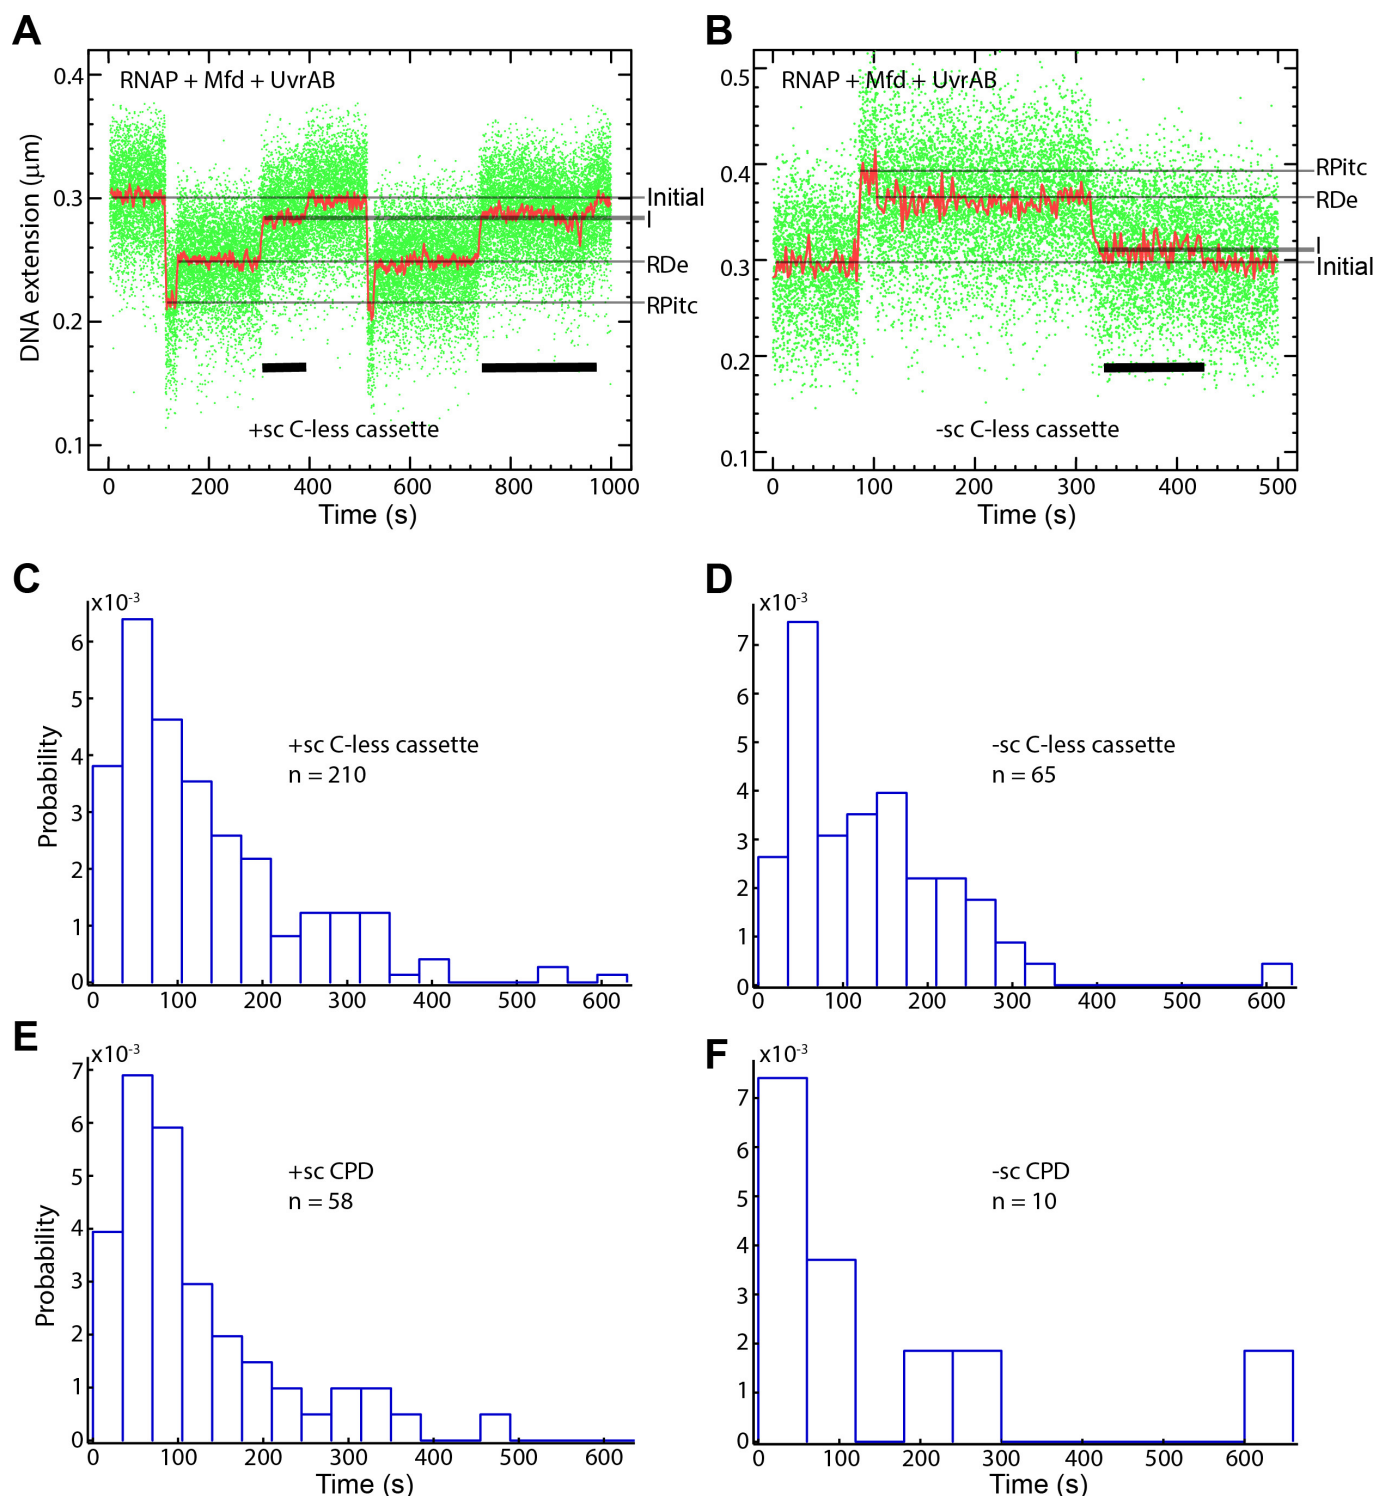 A
RNAP + Mfd + UvrAB
0.4
0.3
0.2
0.1
DNA extension (μm)
Initial
I
RDe
RPitc
+sc C-less cassette
0 200 400 600 800 1000
Time (s)
B
RNAP + Mfd + UvrAB
0.5
0.4
0.3
0.2
0.1
RPitc
RDe
I
Initial
-sc C-less cassette
0 100 200 300 400 500
Time (s)
C
x10-3
6
5
4
3
2
1
0
Probability
+sc C-less cassette
n = 210
0 100 200 300 400 500 600
D
x10-3
7
6
5
4
3
2
1
0
-sc C-less cassette
n = 65
0 100 200 300 400 500 600
E
x10-3
7
6
5
4
3
2
1
0
Probability
+sc CPD
n = 58
0 100 200 300 400 500 600
Time (s)
F
x10-3
7
6
5
4
3
2
1
0
-sc CPD
n = 10
0 100 200 300 400 500 600
Time (s)